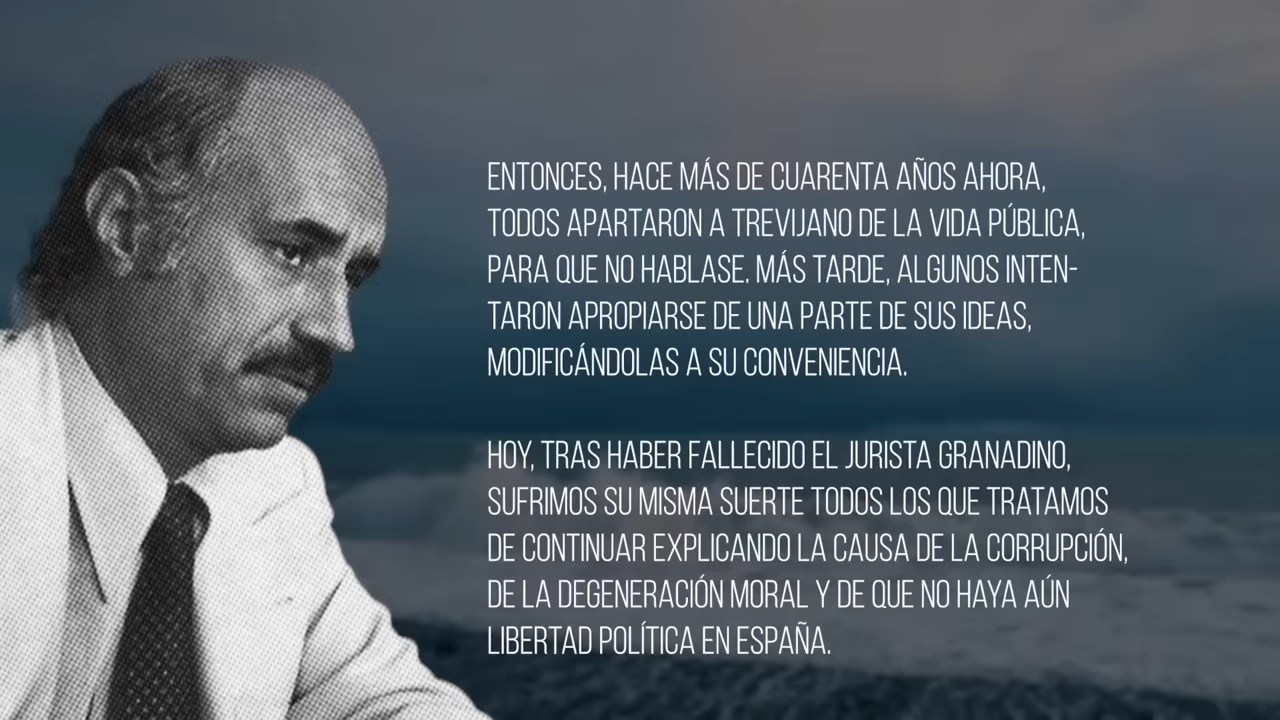 ENTONCES, HACE MÁS DE CUARENTA AÑOS AHORA,
TODOS APARTARON A TREVIJANO DE LA VIDA PÚBLICA,
PARA QUE NO HABLASE. MÁS TARDE, ALGUNOS INTEN-
TARON APROPIARSE DE UNA PARTE DE SUS IDEAS,
MODIFICÁNDOLAS A SU CONVENIENCIA.
HOY, TRAS HABER FALLECIDO EL JURISTA GRANADINO,
SUFRIMOS SU MISMA SUERTE TODOS LOS QUE TRATAMOS
DE CONTINUAR EXPLICANDO LA CAUSA DE LA CORRUPCIÓN,
DE LA DEGENERACIÓN MORAL Y DE QUE NO HAYA AÚN
LIBERTAD POLÍTICA EN ESPAÑA.